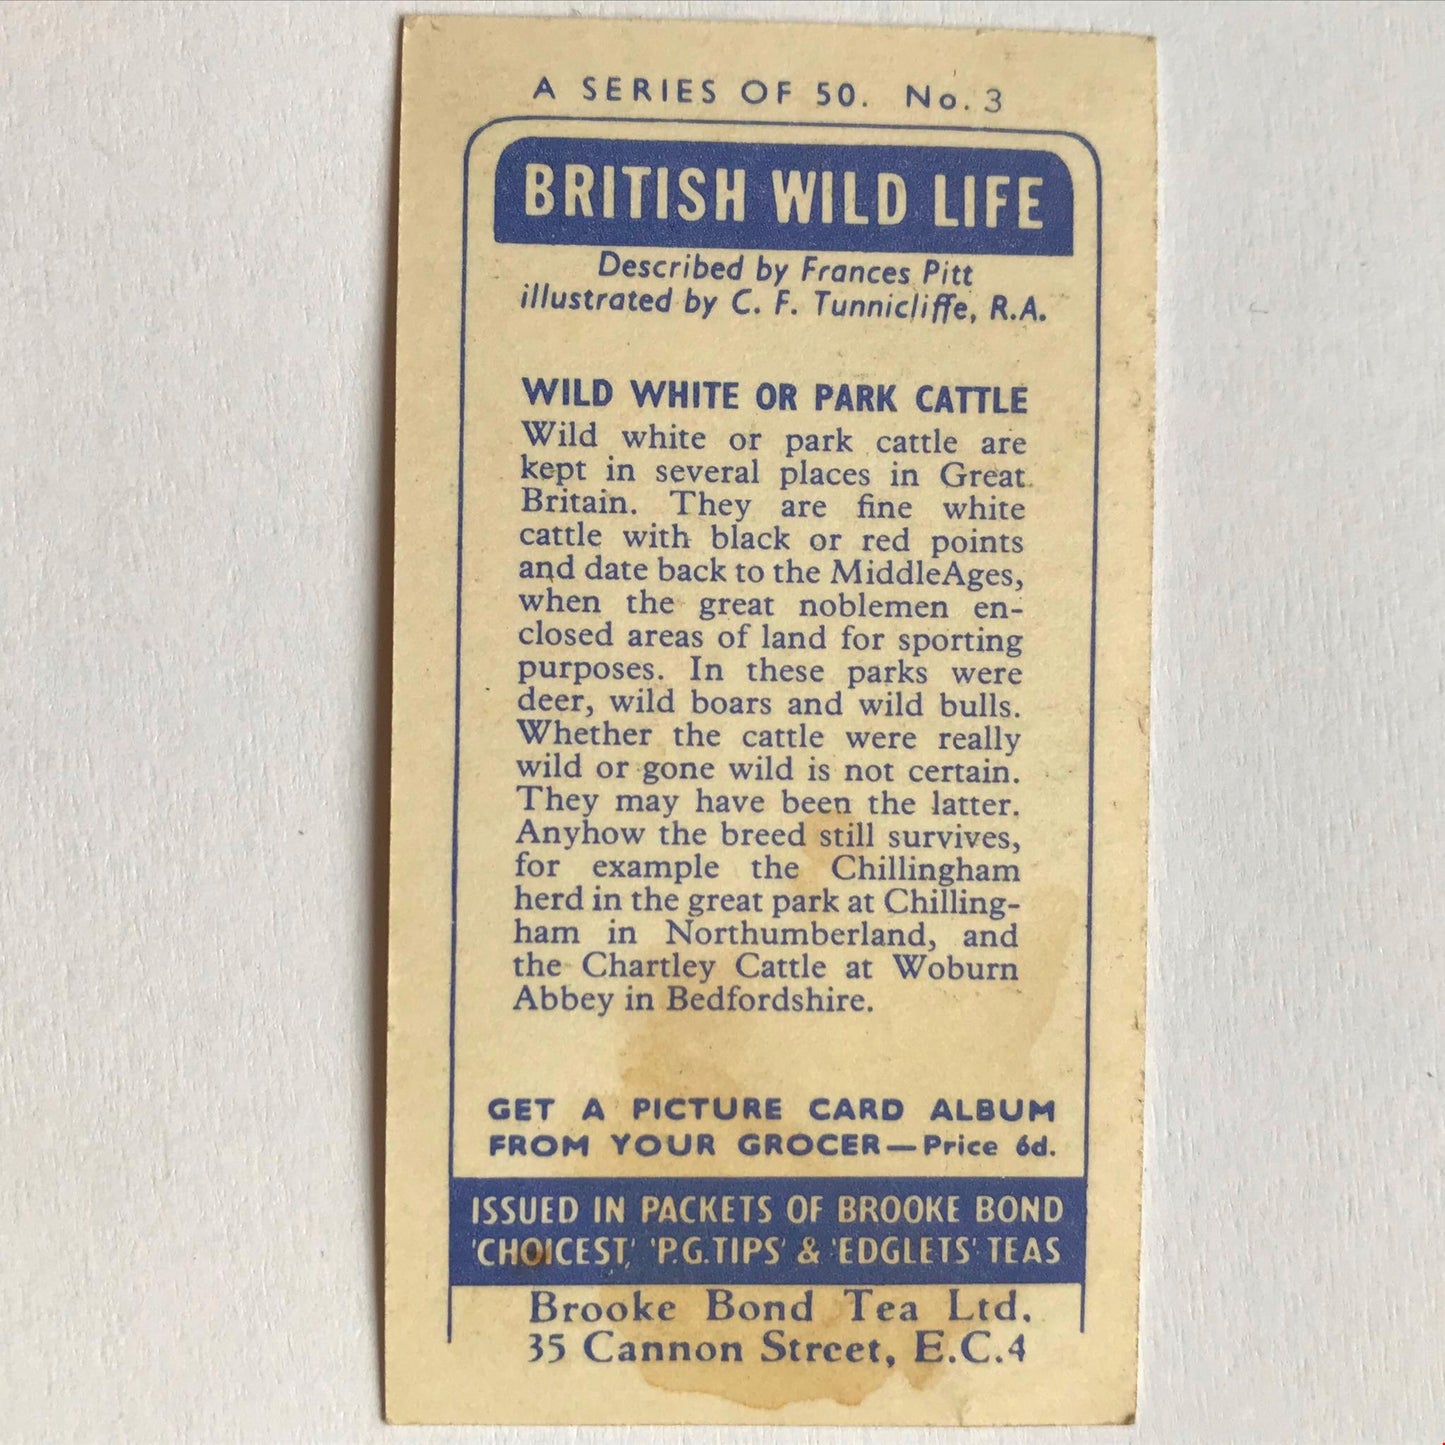 A SERIES OF 50. No. 3
BRITISH WILD LIFE
Described by Frances Pitt
illustrated by C. F. Tunnicliffe, R.A.
WILD WHITE OR PARK CATTLE
Wild white or park cattle are
kept in several places in Great
Britain. They are fine white
cattle with black or red points
and date back to the Middle Ages,
when the great noblemen en-
closed areas of land for sporting
purposes. In these parks were
deer, wild boars and wild bulls.
Whether the cattle were really
wild or gone wild is not certain.
They may have been the latter.
Anyhow the breed still survives,
for example the Chillingham
herd in the great park at Chilling-
ham in Northumberland, and
the Chartley Cattle at Woburn
Abbey in Bedfordshire.
GET A PICTURE CARD ALBUM
FROM YOUR GROCER—Price 6d.
ISSUED IN PACKETS OF BROOKE BOND
'CHOICEST,' 'P.G.TIPS' & 'EDGLETS' TEAS
Brooke Bond Tea Ltd.
35 Cannon Street, E.C.4